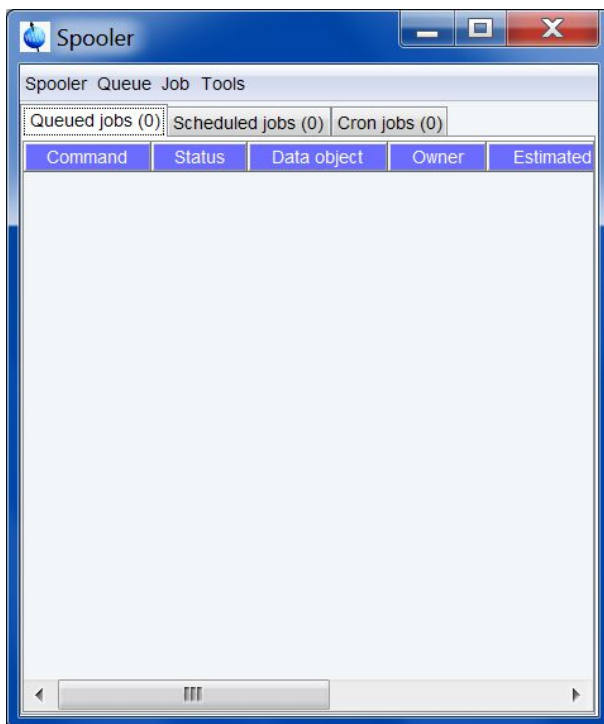 Spooler
Spooler Queue Job Tools
Queued jobs (0) Scheduled jobs (0) Cron jobs (0)
Command Status Data object Owner Estimated